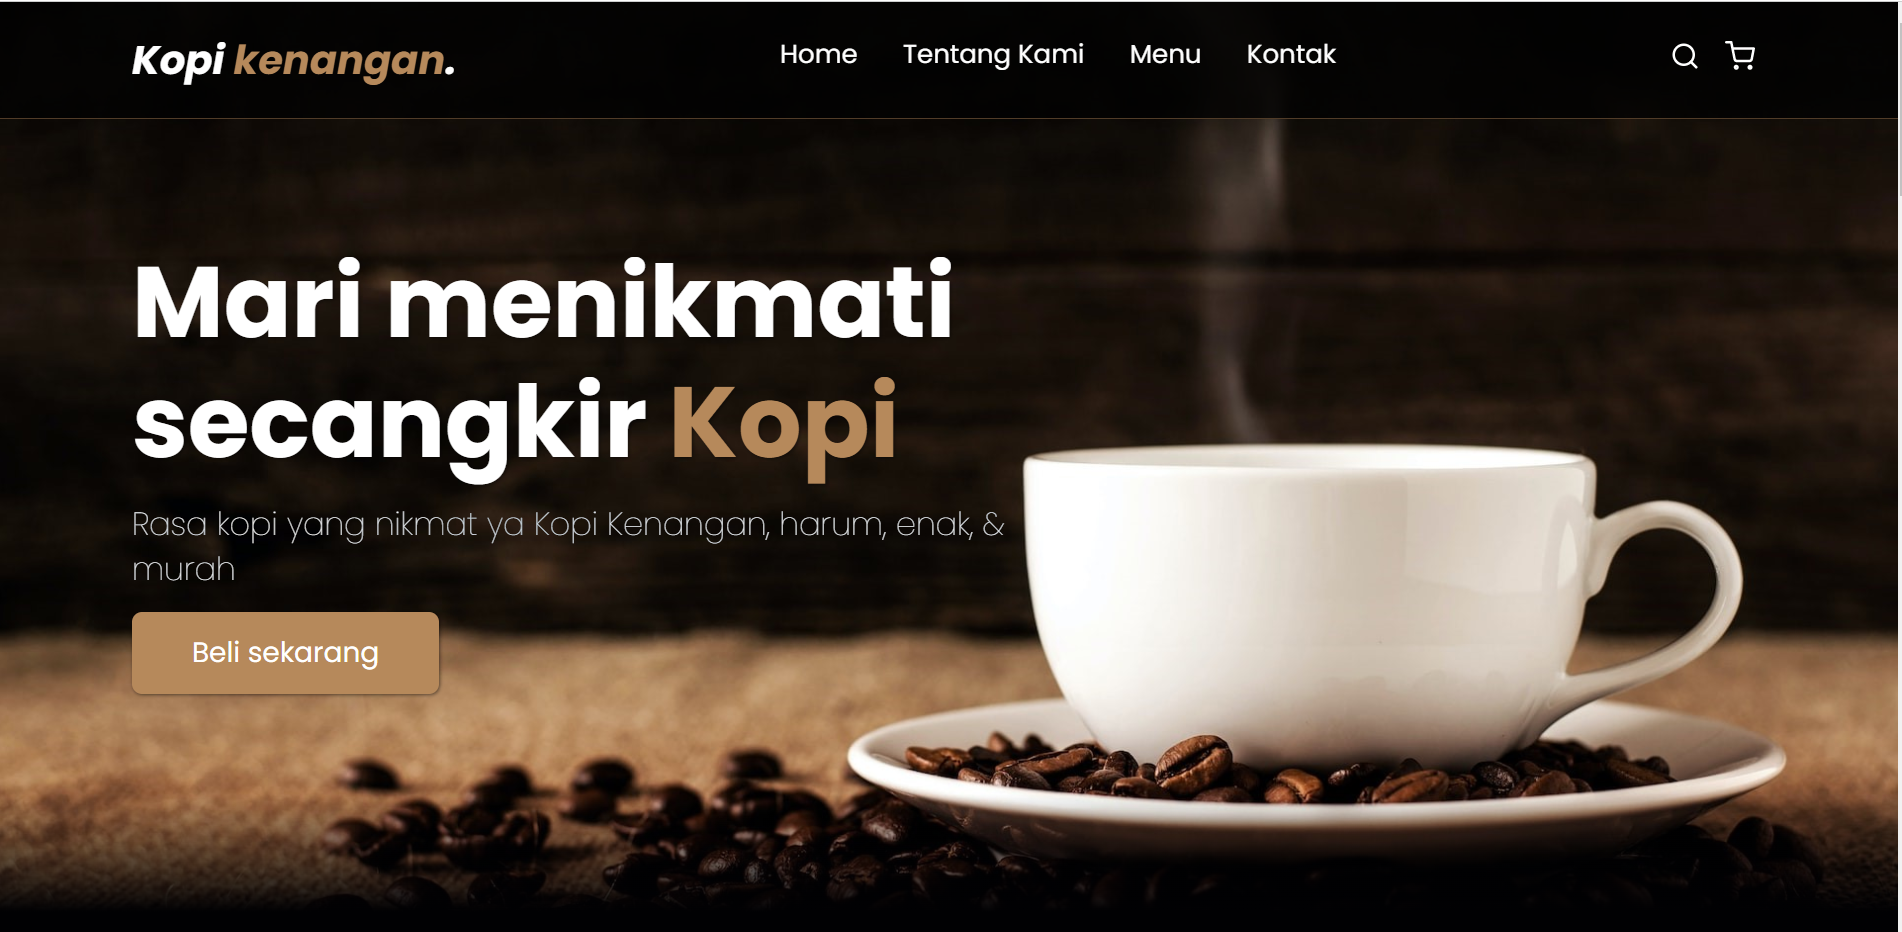 Kopi kenangan.
Home Tentang Kami Menu Kontak
Mari menikmati
secangkir Kopi
Rasa kopi yang nikmat ya Kopi Kenangan, harum, enak, &
murah
Beli sekarang